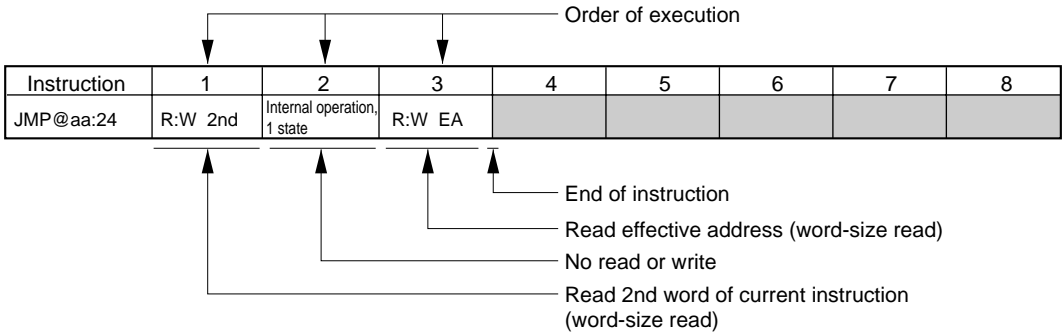 Order of execution
Instruction 1 2 3 4 5 6 7 8
JMP@aa:24 R:W 2nd Internal operation, R:W EA
1 state
End of instruction
Read effective address (word-size read)
No read or write
Read 2nd word of current instruction
(word-size read)